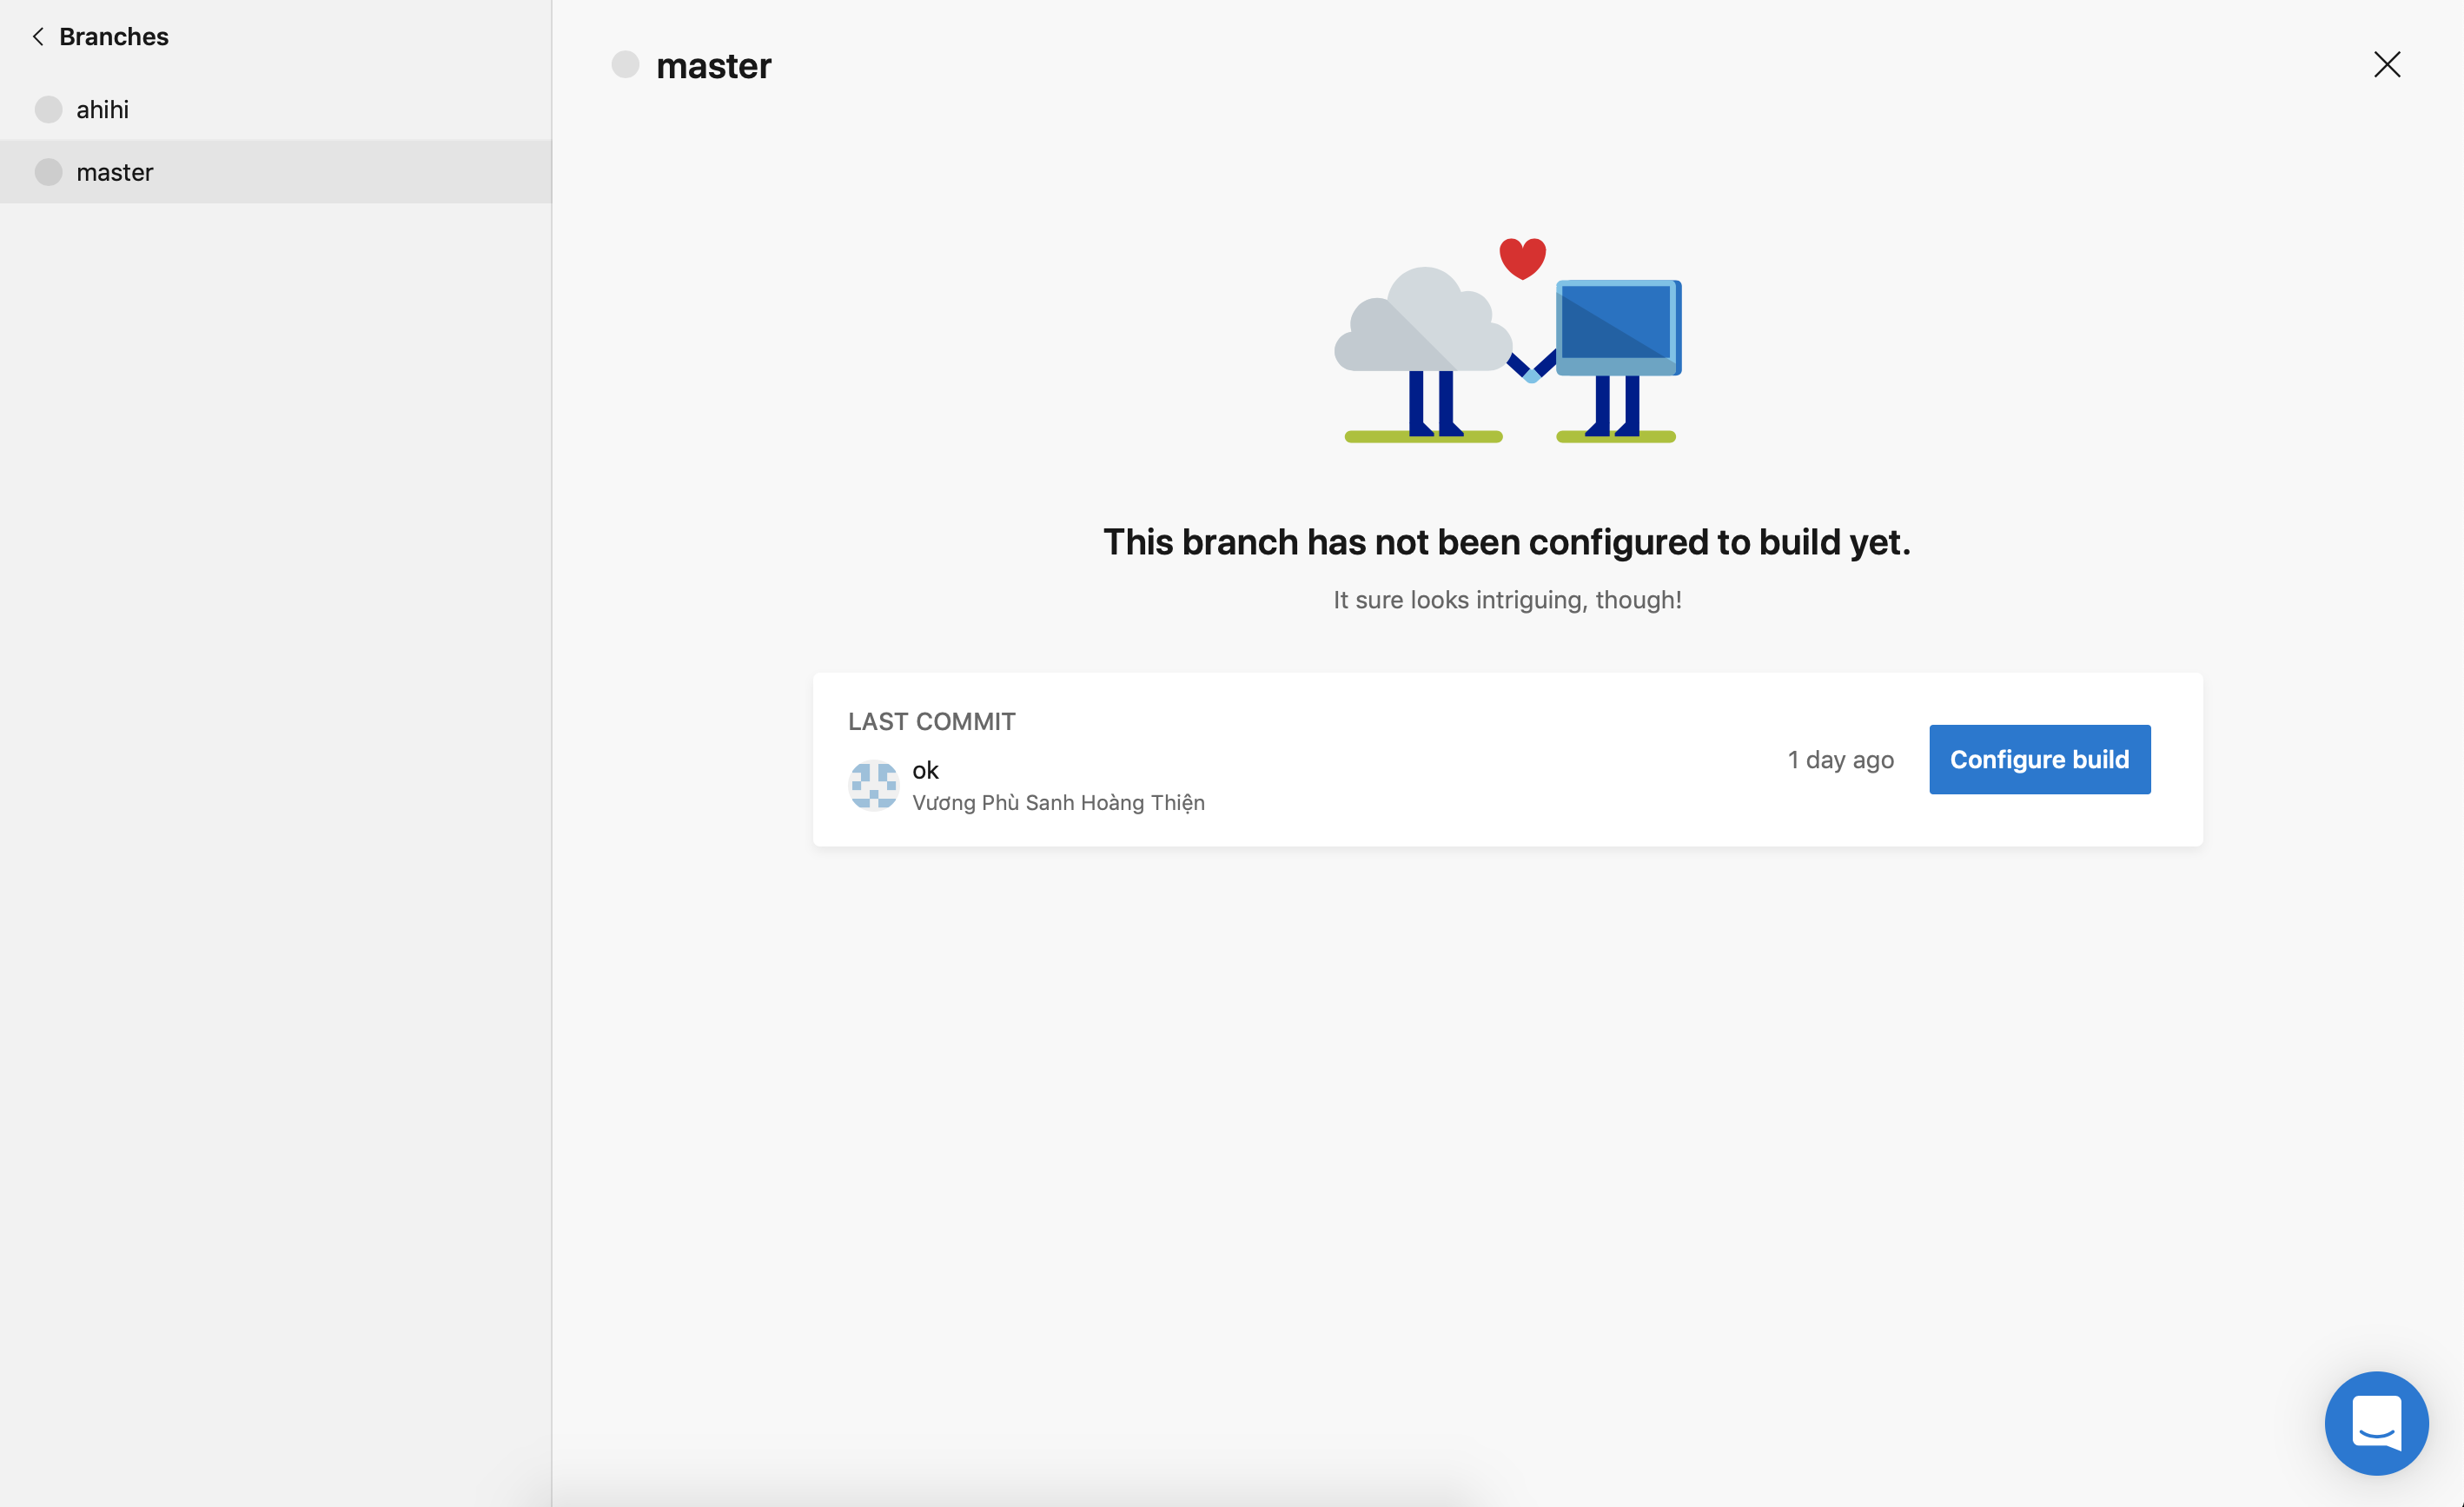 Branches
ahihi
master
master
This branch has not been configured to build yet.
It sure looks intriguing, though!
LAST COMMIT
ok
Vương Phù Sanh Hoàng Thiện
1 day ago
Configure build